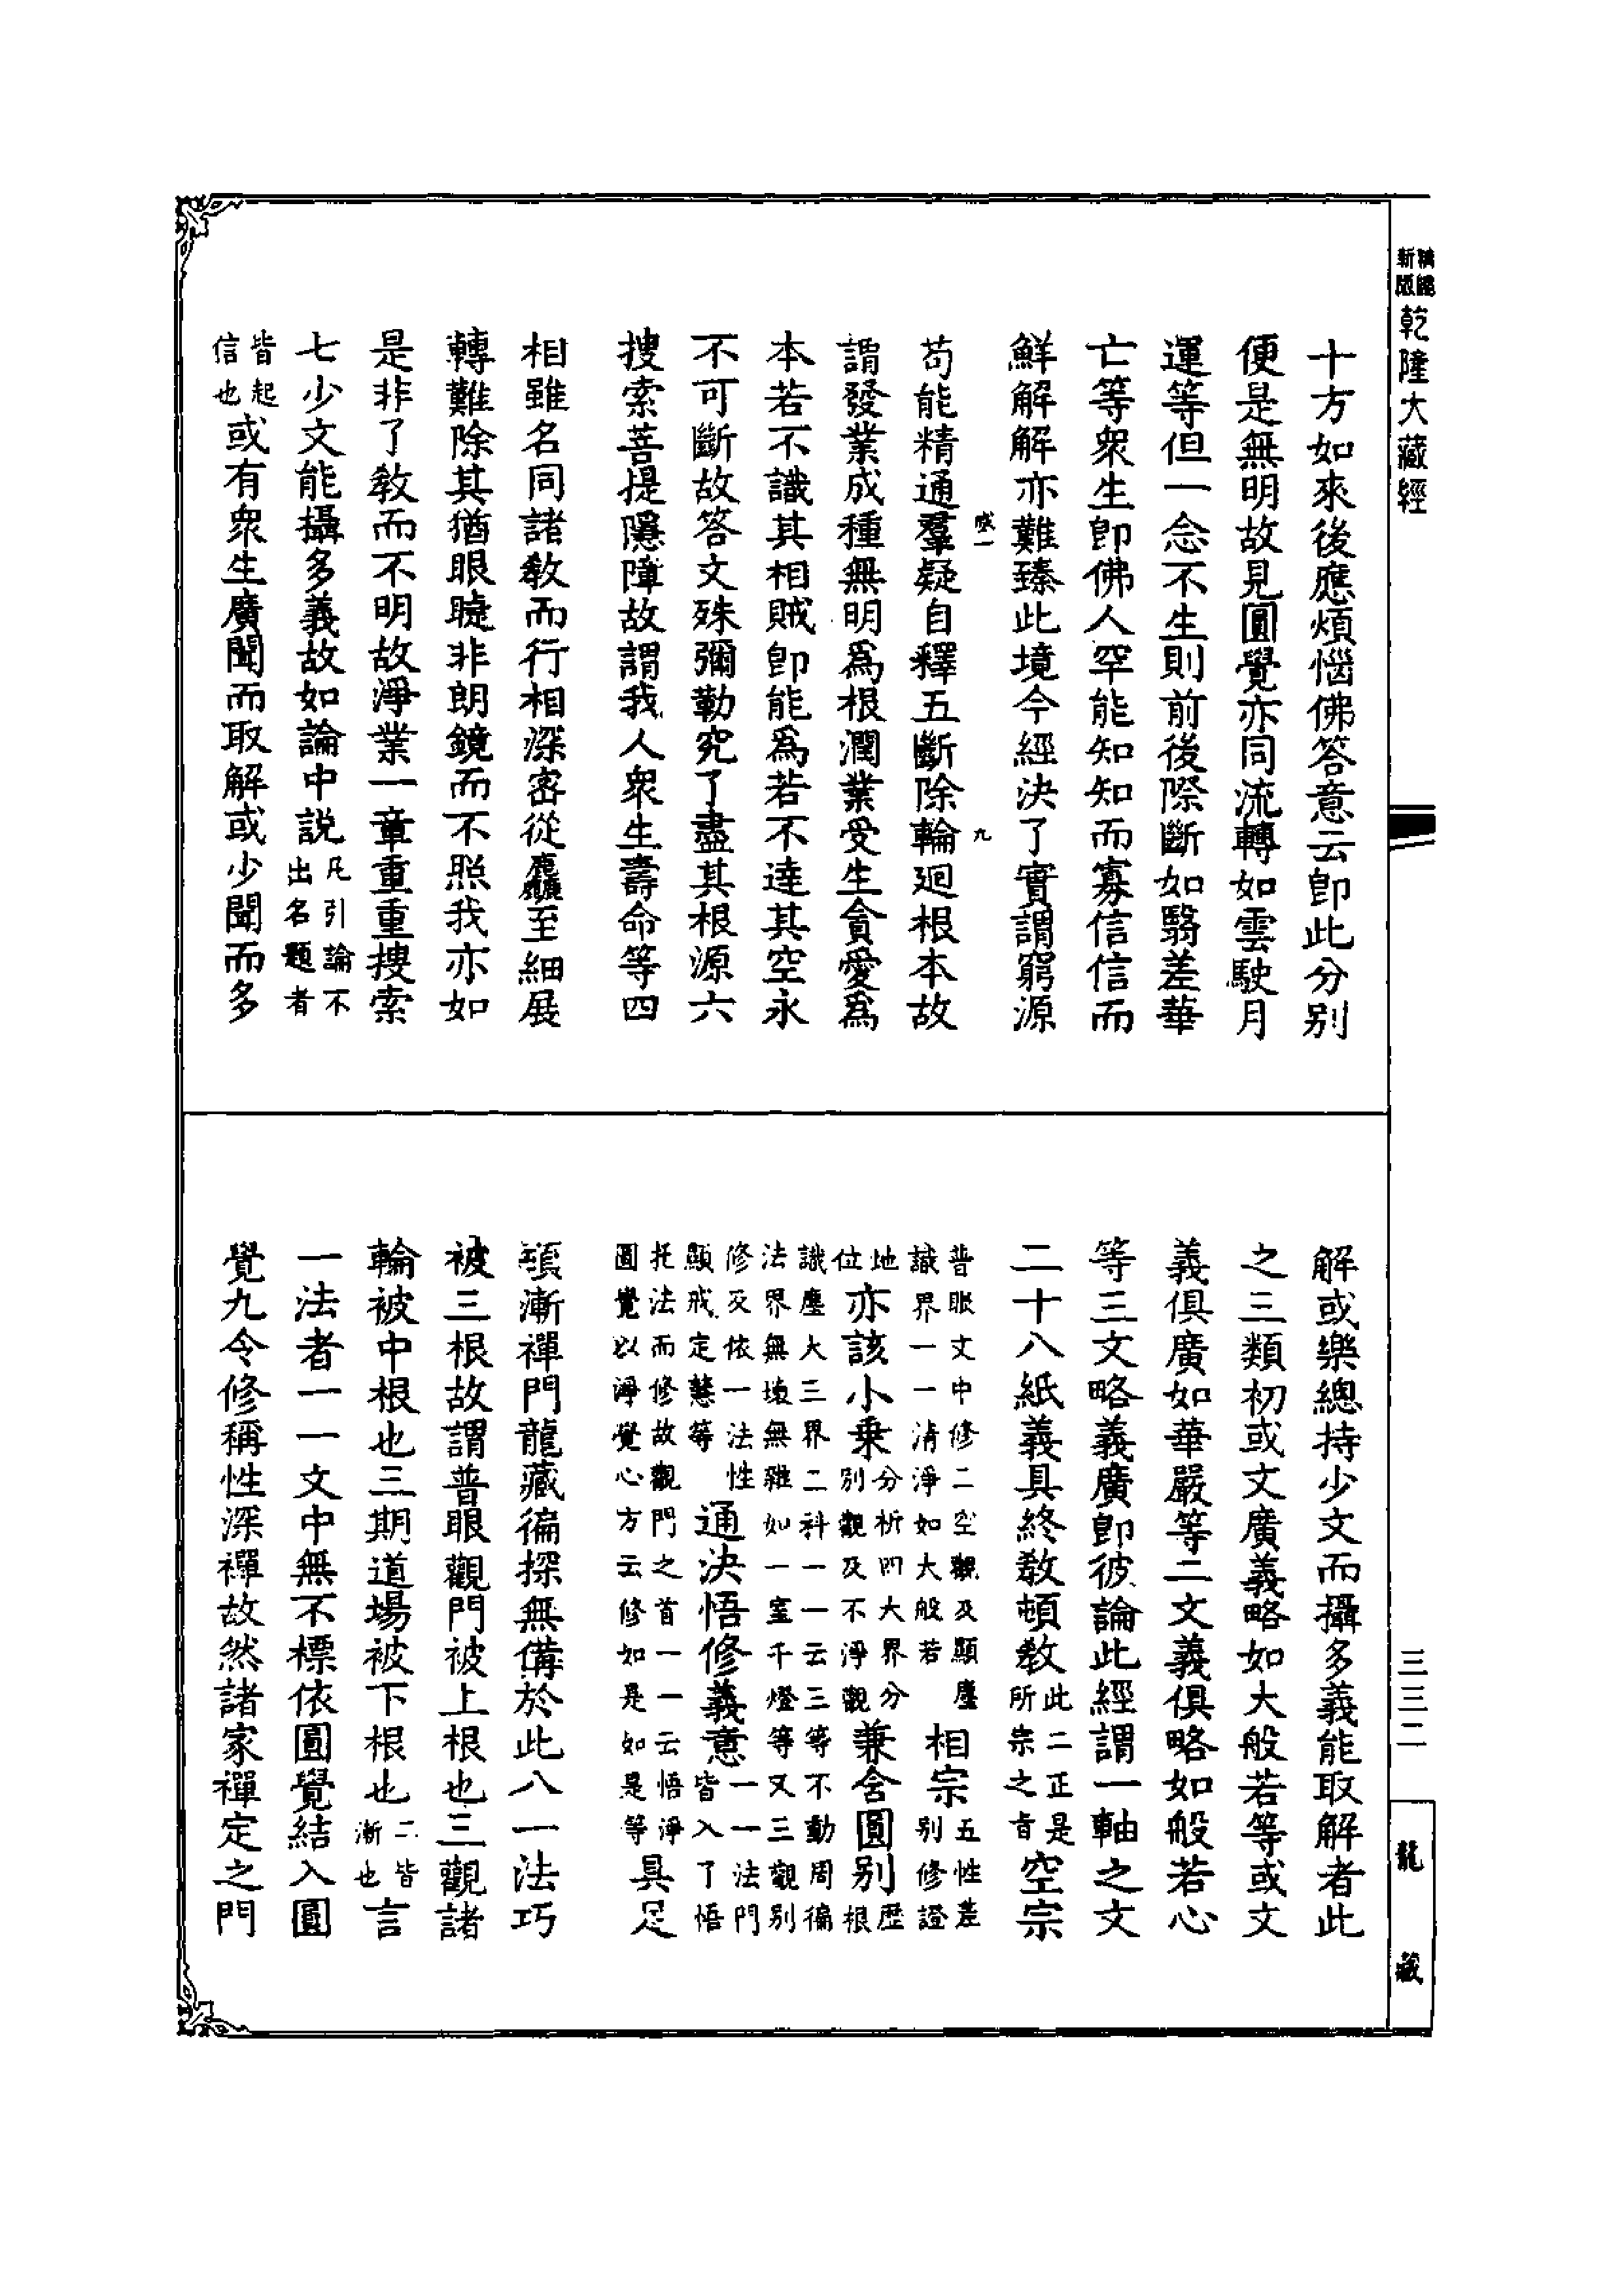 乾隆大藏經
十方如來後應煩惱佛答意云卽此分別
便是無明故見圓覺亦同流轉如雲駛月
運等但一念不生則前後際斷如翳差華
亡等衆生卽佛人罕能知知而寡信信而
鮮解解亦難臻此境今經決了實謂窮源
九
苟能精通羣疑自釋五斷除輪廻根本故
謂發業成種無明爲根潤業受生貪愛爲
本若不識其相賊卽能爲若不達其空永
不可斷故答文殊彌勒究了盡其根源六
搜索菩提隱障故謂我人衆生壽命等四
相雖名同諸敎而行相深密從麤至細展
轉難除其猶眼睫非朗鏡而不照我亦如
是非了敎而不明故淨業一章重重搜索
七少文能攝多義故如論中説凡引論不出名題者
皆起信也或有衆生廣聞而取解或少聞而多
解或樂總持少文而攝多義能取解者此
之三類初或文廣義略如大般若等或文
義俱廣如華嚴等二文義俱略如般若心
等三文略義廣卽彼論此經謂一軸之文
二十八紙義具終敎頓敎此二正是所宗之旨空宗
普眼文中修二空觀及顯塵識界一一清淨如大般若相宗五性差別修證
地位亦該小乗分析四大界分別觀及不淨觀兼舍圓别歷根
識塵大三界二科一一云三等不動周徧法界無壞無雜如一室千燈等又三觀別
修及依一法性顯戒定慧等通決悟修義意一一法門皆入了悟
托法而修故觀門之首一一云悟淨圓覺以淨覺心方云修如是如是等具足
頓漸禪門龍藏徧探無備於此八一法巧
被三根故謂普眼觀門被上根也三觀諸
輪被中根也三期道場被下根也二皆漸也言
一法者一一文中無不標依圓覺結入圓
覺九令修稱性深禪故然諸家禪定之門
三三二
龍藏